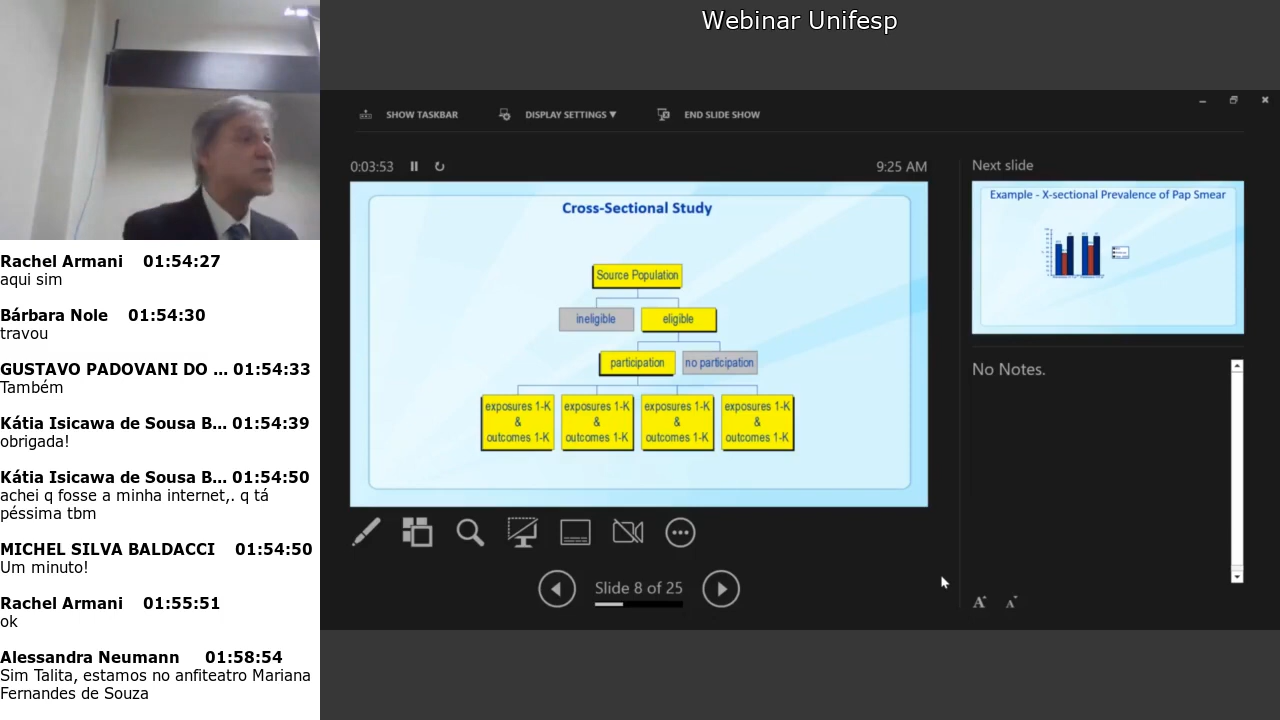 Webinar Unifesp
SHOW TASKBAR
DISPLAY SETTINGS ▼
END SLIDE SHOW
0:03:53
9:25 AM
Cross-Sectional Study
Source Population
ineligible
eligible
participation
no participation
exposures 1-K
&
outcomes 1-K
exposures 1-K
&
outcomes 1-K
exposures 1-K
&
outcomes 1-K
exposures 1-K
&
outcomes 1-K
Slide 8 of 25
Next slide
Example - X-sectional Prevalence of Pap Smear
No Notes.
A A
Rachel Armani 01:54:27
aqui sim
Bárbara Nole 01:54:30
travou
GUSTAVO PADOVANI DO ... 01:54:33
Também
Kátia Isicawa de Sousa B... 01:54:39
obrigada!
Kátia Isicawa de Sousa B... 01:54:50
achei q fosse a minha internet,. q tá
péssima tbm
MICHEL SILVA BALDACCI 01:54:50
Um minuto!
Rachel Armani 01:55:51
ok
Alessandra Neumann 01:58:54
Sim Talita, estamos no anfiteatro Mariana
Fernandes de Souza